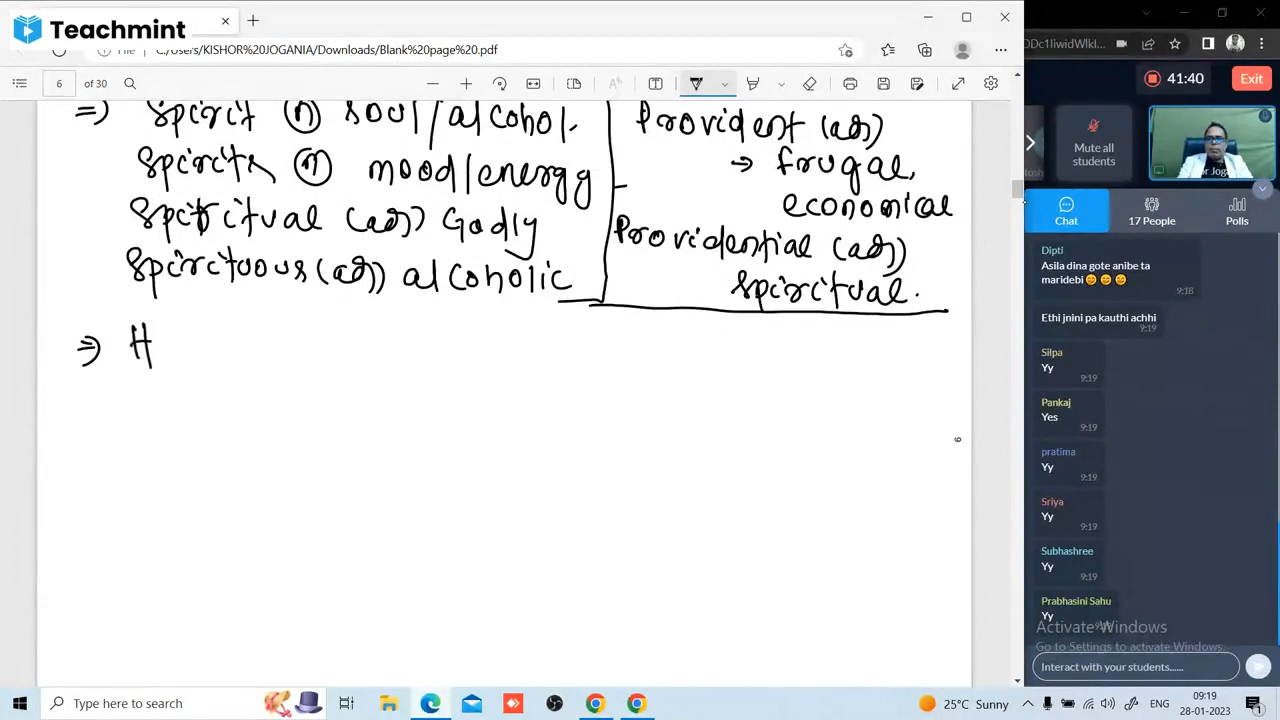 Teachmint
File
C:/Users/KISHOR%20JOGANIA/Downloads/Blank%20page%20.pdf
6 of 30
⇒ Spirit (n) soul/alcohol.
Spirits (n) mood/energy
Spiritual (adj) Godly
Spirituous (adj) alcoholic
Provident (adj)
→ frugal,
economical
Providential (adj)
spiritual.
⇒ H
6
41:40
Exit
Mute all
students
Chat
17 People
Polls
Dipti
Asila dina gote anibe ta
maridebi
9:18
Ethi jnini pa kauthi achhi
9:19
Silpa
Yy
9:19
Pankaj
Yes
9:19
pratima
Yy
9:19
Sriya
Yy
9:19
Subhashree
Yy
9:19
Prabhasini Sahu
Yy
Activate Windows
Go to Settings to activate Windows.
Interact with your students......
Type here to search
25°C Sunny
ENG
09:19
28-01-2023
1